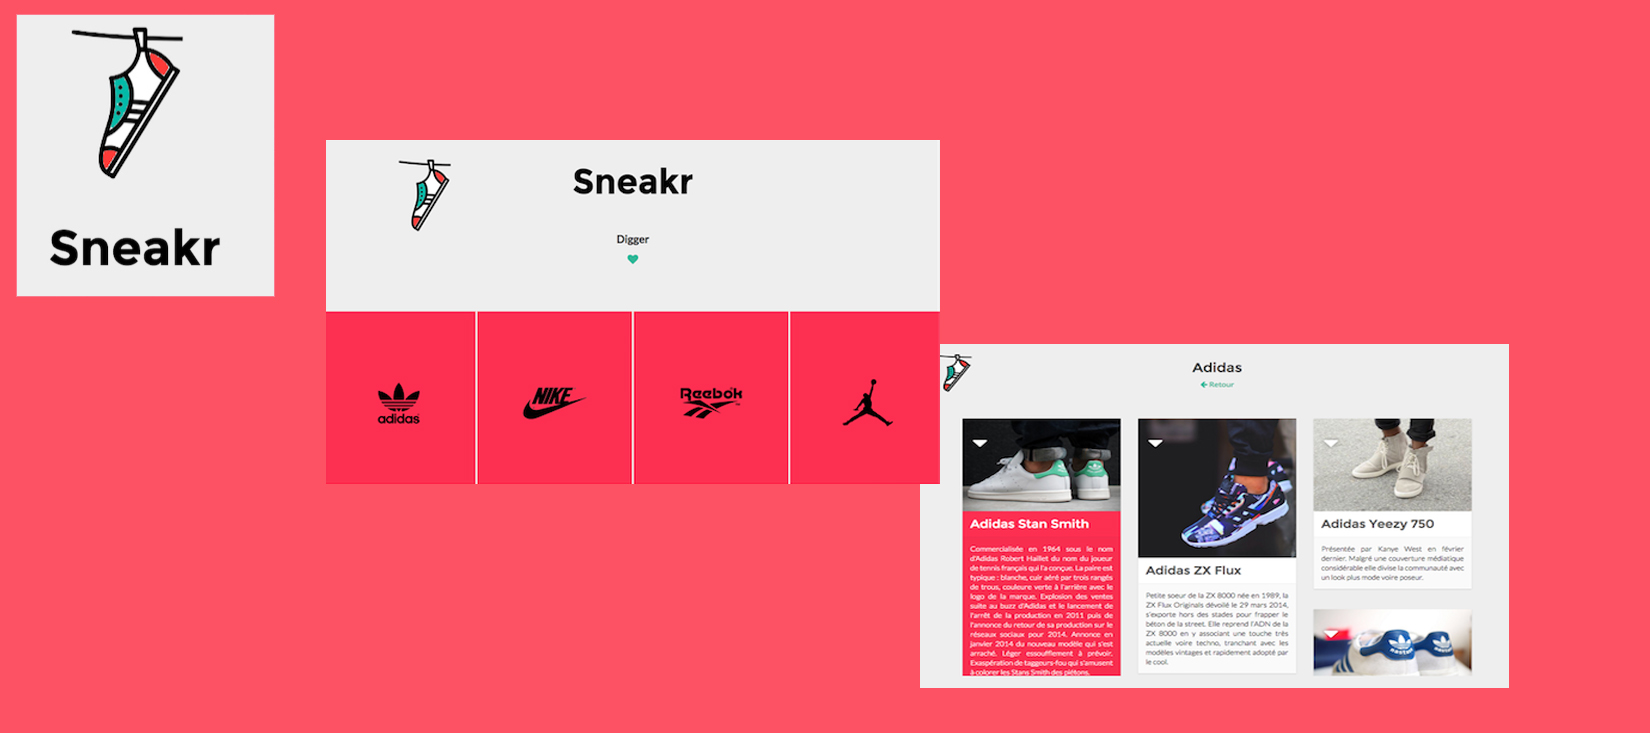 Sneakr
Sneakr
Digger
adidas
NIKE
Reebok
Adidas
Retour
Adidas Stan Smith
Commercialisée en 1964 sous le nom
d'Adidas Robert Haillet du nom du joueur
de tennis français qui l'a conçue. La paire est
typique : blanche, cuir aéré par trois rangés
de trous, couleure verte à l'arrière avec le
logo de la marque. Explosion des ventes
suite au buzz d'Adidas et le lancement de
l'arrêt de la production en 2011 puis de
l'annonce du retour de sa production sur le
réseaux sociaux pour 2014. Annonce en
janvier 2014 du nouveau modèle qui s'est
arraché. Léger essoufflement à prévoir.
Exaspération de taggeurs-fou qui s'amusent
à colorer les Stans Smith des piétons.
Adidas ZX Flux
Petite soeur de la ZX 8000 née en 1989, la
ZX Flux Originals dévoilé le 29 mars 2014,
s'exporte hors des stades pour frapper le
béton de la street. Elle reprend l'ADN de la
ZX 8000 en y associant une touche très
actuelle voire techno, tranchant avec les
modèles vintages et rapidement adopté par
le cool.
Adidas Yeezy 750
Présentée par Kanye West en février
dernier. Malgré une couverture médiatique
considérable elle divise la communauté avec
un look plus mode voire poseur.